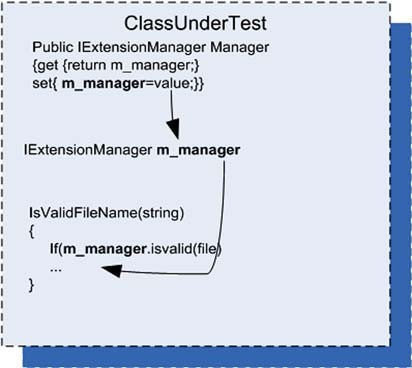 ClassUnderTest
Public IExtensionManager Manager
{get {return m_manager;}
set{ m_manager=value;}}
IExtensionManager m_manager
IsValidFileName(string)
{
If(m_manager.isvalid(file)
...
}